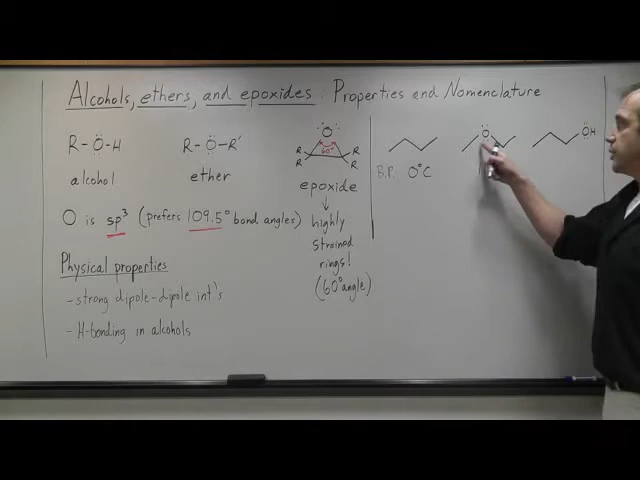 Alcohols, ethers, and epoxides: Properties and Nomenclature
R-O-H
alcohol
R-O-R'
ether
O
60°
R
R
R
R
epoxide
↓
highly
strained
rings!
(60° angle)
O is sp³ (prefers 109.5° bond angles)
Physical properties
-strong dipole-dipole int's
-H-bonding in alcohols
O
OH
B.P. 0°C